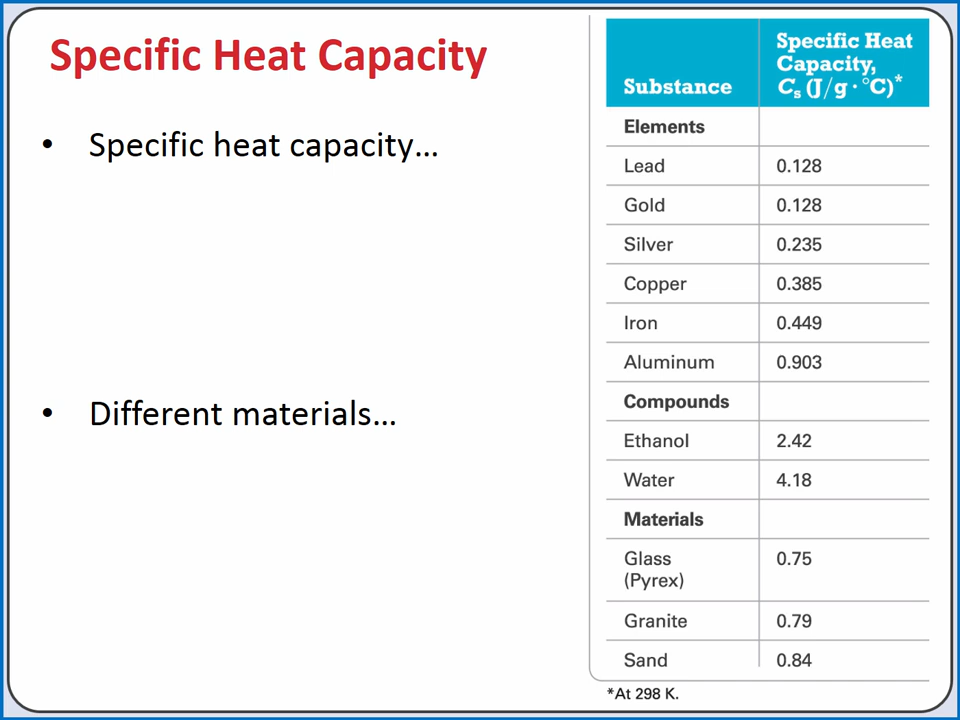 Specific Heat Capacity
• Specific heat capacity…
• Different materials…
Substance Specific Heat Capacity, Cs (J/g·°C)*
Elements
Lead 0.128
Gold 0.128
Silver 0.235
Copper 0.385
Iron 0.449
Aluminum 0.903
Compounds
Ethanol 2.42
Water 4.18
Materials
Glass (Pyrex) 0.75
Granite 0.79
Sand 0.84
*At 298 K.